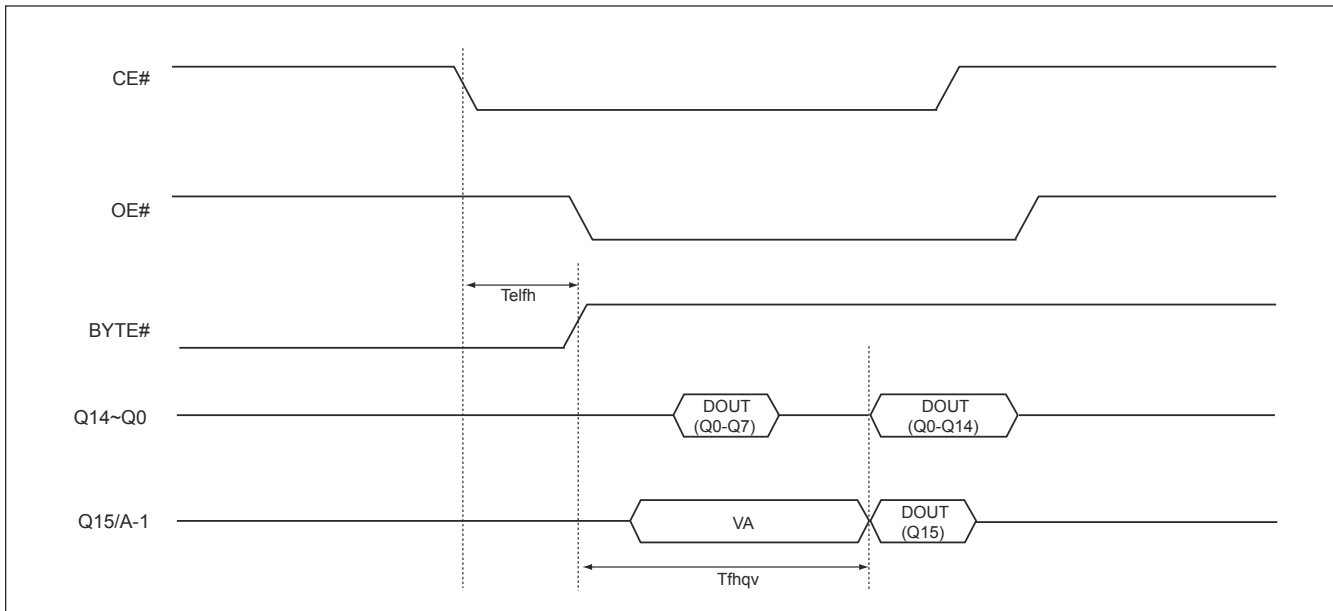 CE#
OE#
Telfh
BYTE#
Q14~Q0
DOUT
(Q0-Q7)
DOUT
(Q0-Q14)
Q15/A-1
VA
DOUT
(Q15)
Tfhqv